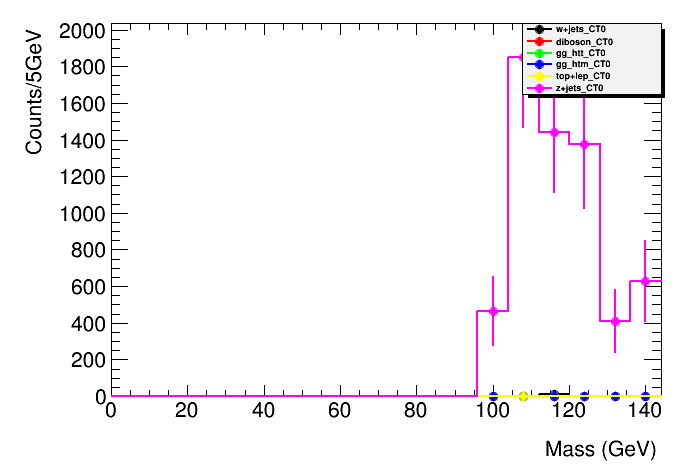 w+jets_CT0
diboson_CT0
gg_htt_CT0
gg_htm_CT0
top+lep_CT0
z+jets_CT0
Counts/5GeV
2000
1800
1600
1400
1200
1000
800
600
400
200
0
0 20 40 60 80 100 120 140
Mass (GeV)